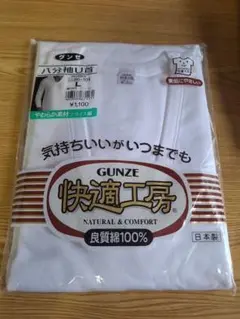 グンゼ
八分袖U首
L
¥1,100
気持ちいいがいつまでも
GUNZE
快適工房®
NATURAL & COMFORT
良質綿100%
日本製